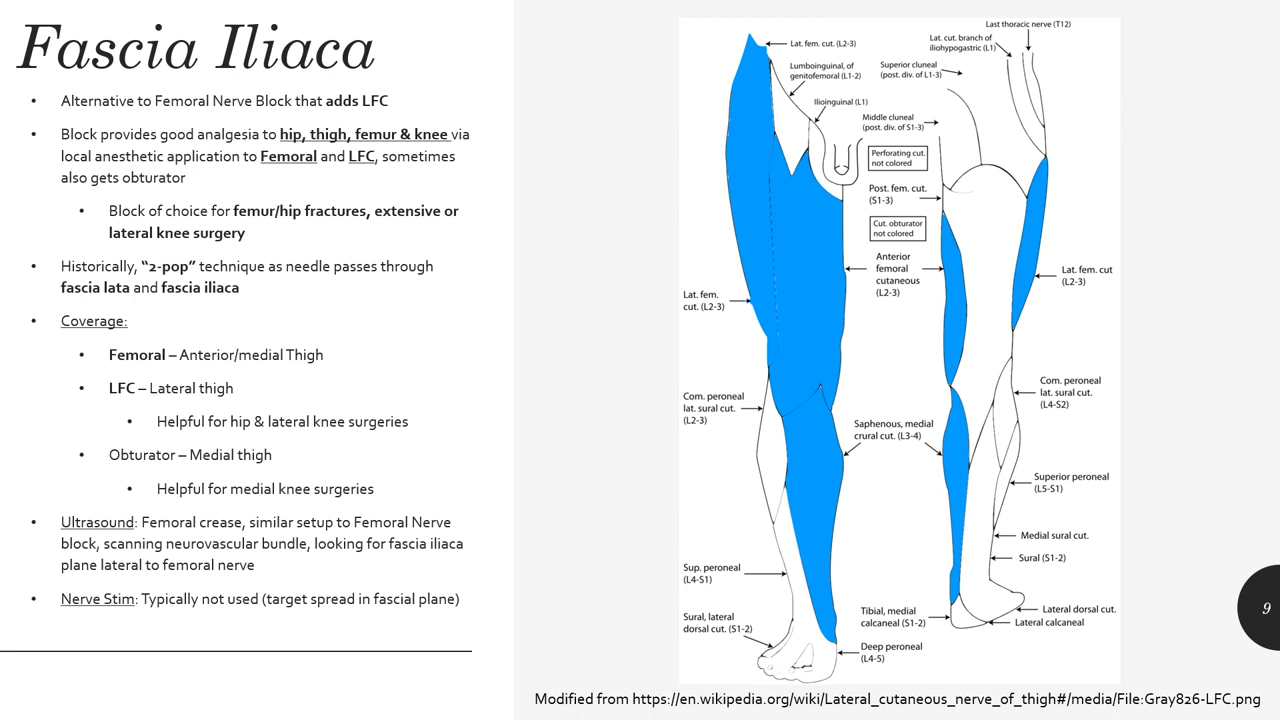 Fascia Iliaca
• Alternative to Femoral Nerve Block that adds LFC
• Block provides good analgesia to hip, thigh, femur & knee via
local anesthetic application to Femoral and LFC, sometimes
also gets obturator
• Block of choice for femur/hip fractures, extensive or
lateral knee surgery
• Historically, “2-pop” technique as needle passes through
fascia lata and fascia iliaca
• Coverage:
• Femoral – Anterior/medial Thigh
• LFC – Lateral thigh
• Helpful for hip & lateral knee surgeries
• Obturator – Medial thigh
• Helpful for medial knee surgeries
• Ultrasound: Femoral crease, similar setup to Femoral Nerve
block, scanning neurovascular bundle, looking for fascia iliaca
plane lateral to femoral nerve
• Nerve Stim: Typically not used (target spread in fascial plane)
Last thoracic nerve (T12)
Lat. fem. cut. (L2-3)
Lat. cut. branch of
iliohypogastric (L1)
Lumboinguinal, of
genitofemoral (L1-2)
Superior cluneal
(post. div. of L1-3)
Ilioinguinal (L1)
Middle cluneal
(post. div. of S1-3)
Perforating cut.
not colored
Post. fem. cut.
(S1-3)
Cut. obturator
not colored
Anterior
femoral
cutaneous
(L2-3)
Lat. fem. cut
(L2-3)
Lat. fem.
cut. (L2-3)
Com. peroneal
lat. sural cut.
(L2-3)
Com. peroneal
lat. sural cut.
(L4-S2)
Saphenous, medial
crural cut. (L3-4)
Superior peroneal
(L5-S1)
Medial sural cut.
Sural (S1-2)
Sup. peroneal
(L4-S1)
Sural, lateral
dorsal cut. (S1-2)
Tibial, medial
calcaneal (S1-2)
Lateral dorsal cut.
Lateral calcaneal
Deep peroneal
(L4-5)
9
Modified from https://en.wikipedia.org/wiki/Lateral_cutaneous_nerve_of_thigh#/media/File:Gray826-LFC.png